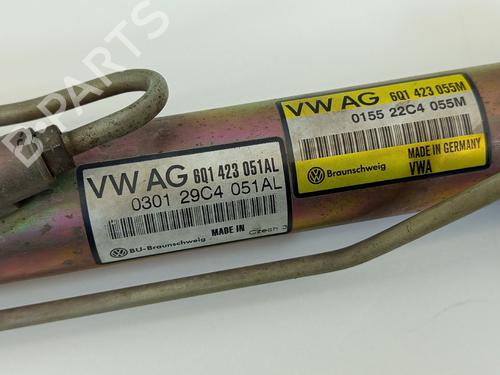 B PARTS
VW AG 6Q1 423 051AL
0301 29C4 051AL
BU-Braunschweig MADE IN Czech
VW AG 6Q1 423 055M
0155 22C4 055M
MADE IN GERMANY
Braunschweig VWA